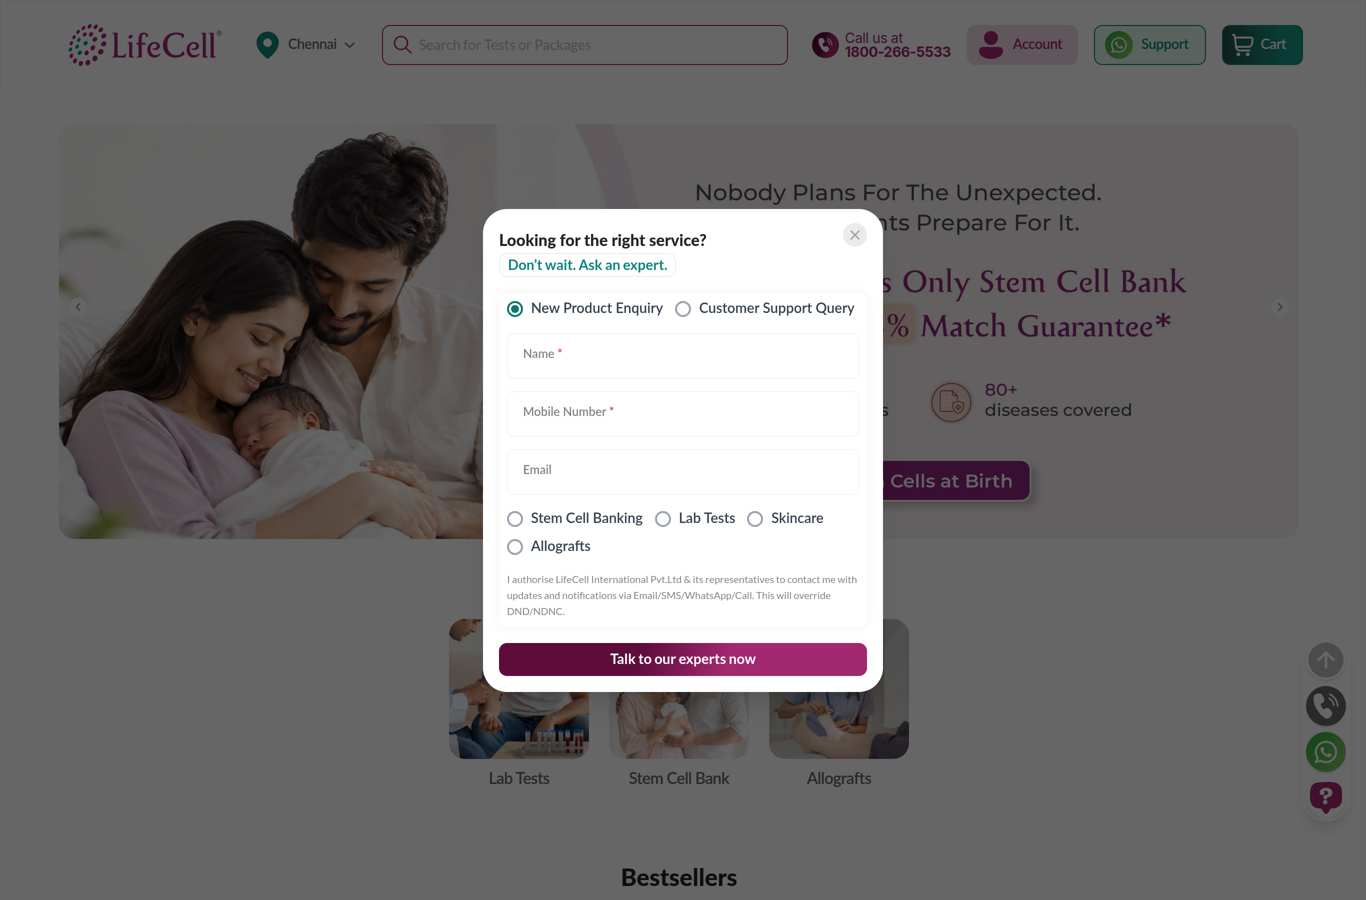 LifeCell
Chennai
Search for Tests or Packages
Call us at
1800-266-5533
Account
Support
Cart
Nobody Plans For The Unexpected.
nts Prepare For It.
s Only Stem Cell Bank
% Match Guarantee*
s
80+
diseases covered
Cells at Birth
Looking for the right service?
Don't wait. Ask an expert.
New Product Enquiry
Customer Support Query
Name *
Mobile Number *
Email
Stem Cell Banking
Lab Tests
Skincare
Allografts
I authorise LifeCell International Pvt.Ltd & its representatives to contact me with
updates and notifications via Email/SMS/WhatsApp/Call. This will override
DND/NDNC.
Talk to our experts now
Lab Tests
Stem Cell Bank
Allografts
Bestsellers